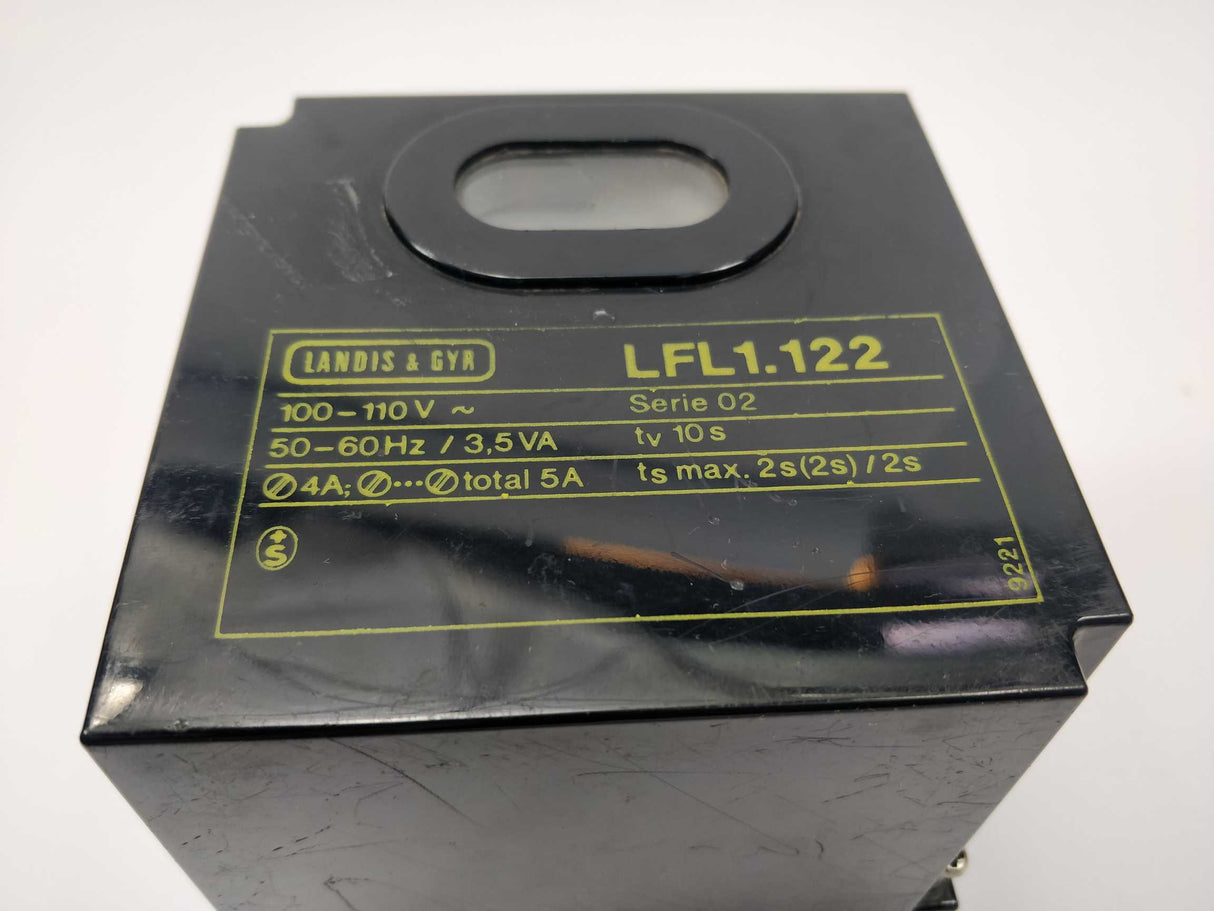 LANDIS & GYR LFL1.122
100-110V ~ Serie 02
50-60Hz / 3,5VA tv 10s
⊘ 4A; ⊘···⊘ total 5A ts max. 2s(2s) / 2s
+S
9221